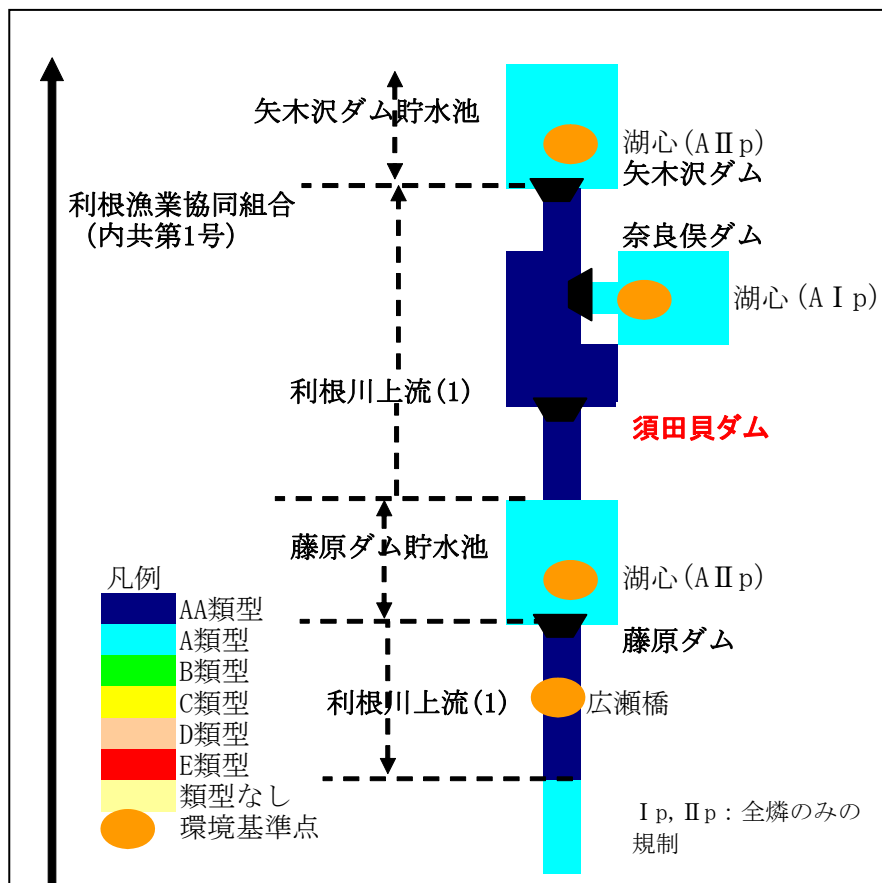 矢木沢ダム貯水池
湖心(AⅡp)
矢木沢ダム
利根漁業協同組合
(内共第1号)
奈良俣ダム
湖心(AⅠp)
利根川上流(1)
須田貝ダム
藤原ダム貯水池
湖心(AⅡp)
藤原ダム
利根川上流(1)
広瀬橋
凡例
AA類型
A類型
B類型
C類型
D類型
E類型
類型なし
環境基準点
Ⅰp,Ⅱp:全燐のみの
規制